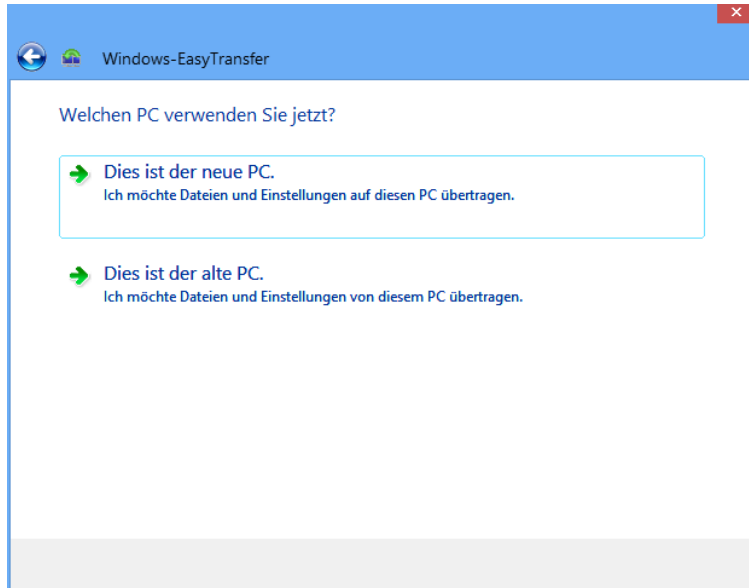 Windows-EasyTransfer
Welchen PC verwenden Sie jetzt?
Dies ist der neue PC.
Ich möchte Dateien und Einstellungen auf diesen PC übertragen.
Dies ist der alte PC.
Ich möchte Dateien und Einstellungen von diesem PC übertragen.